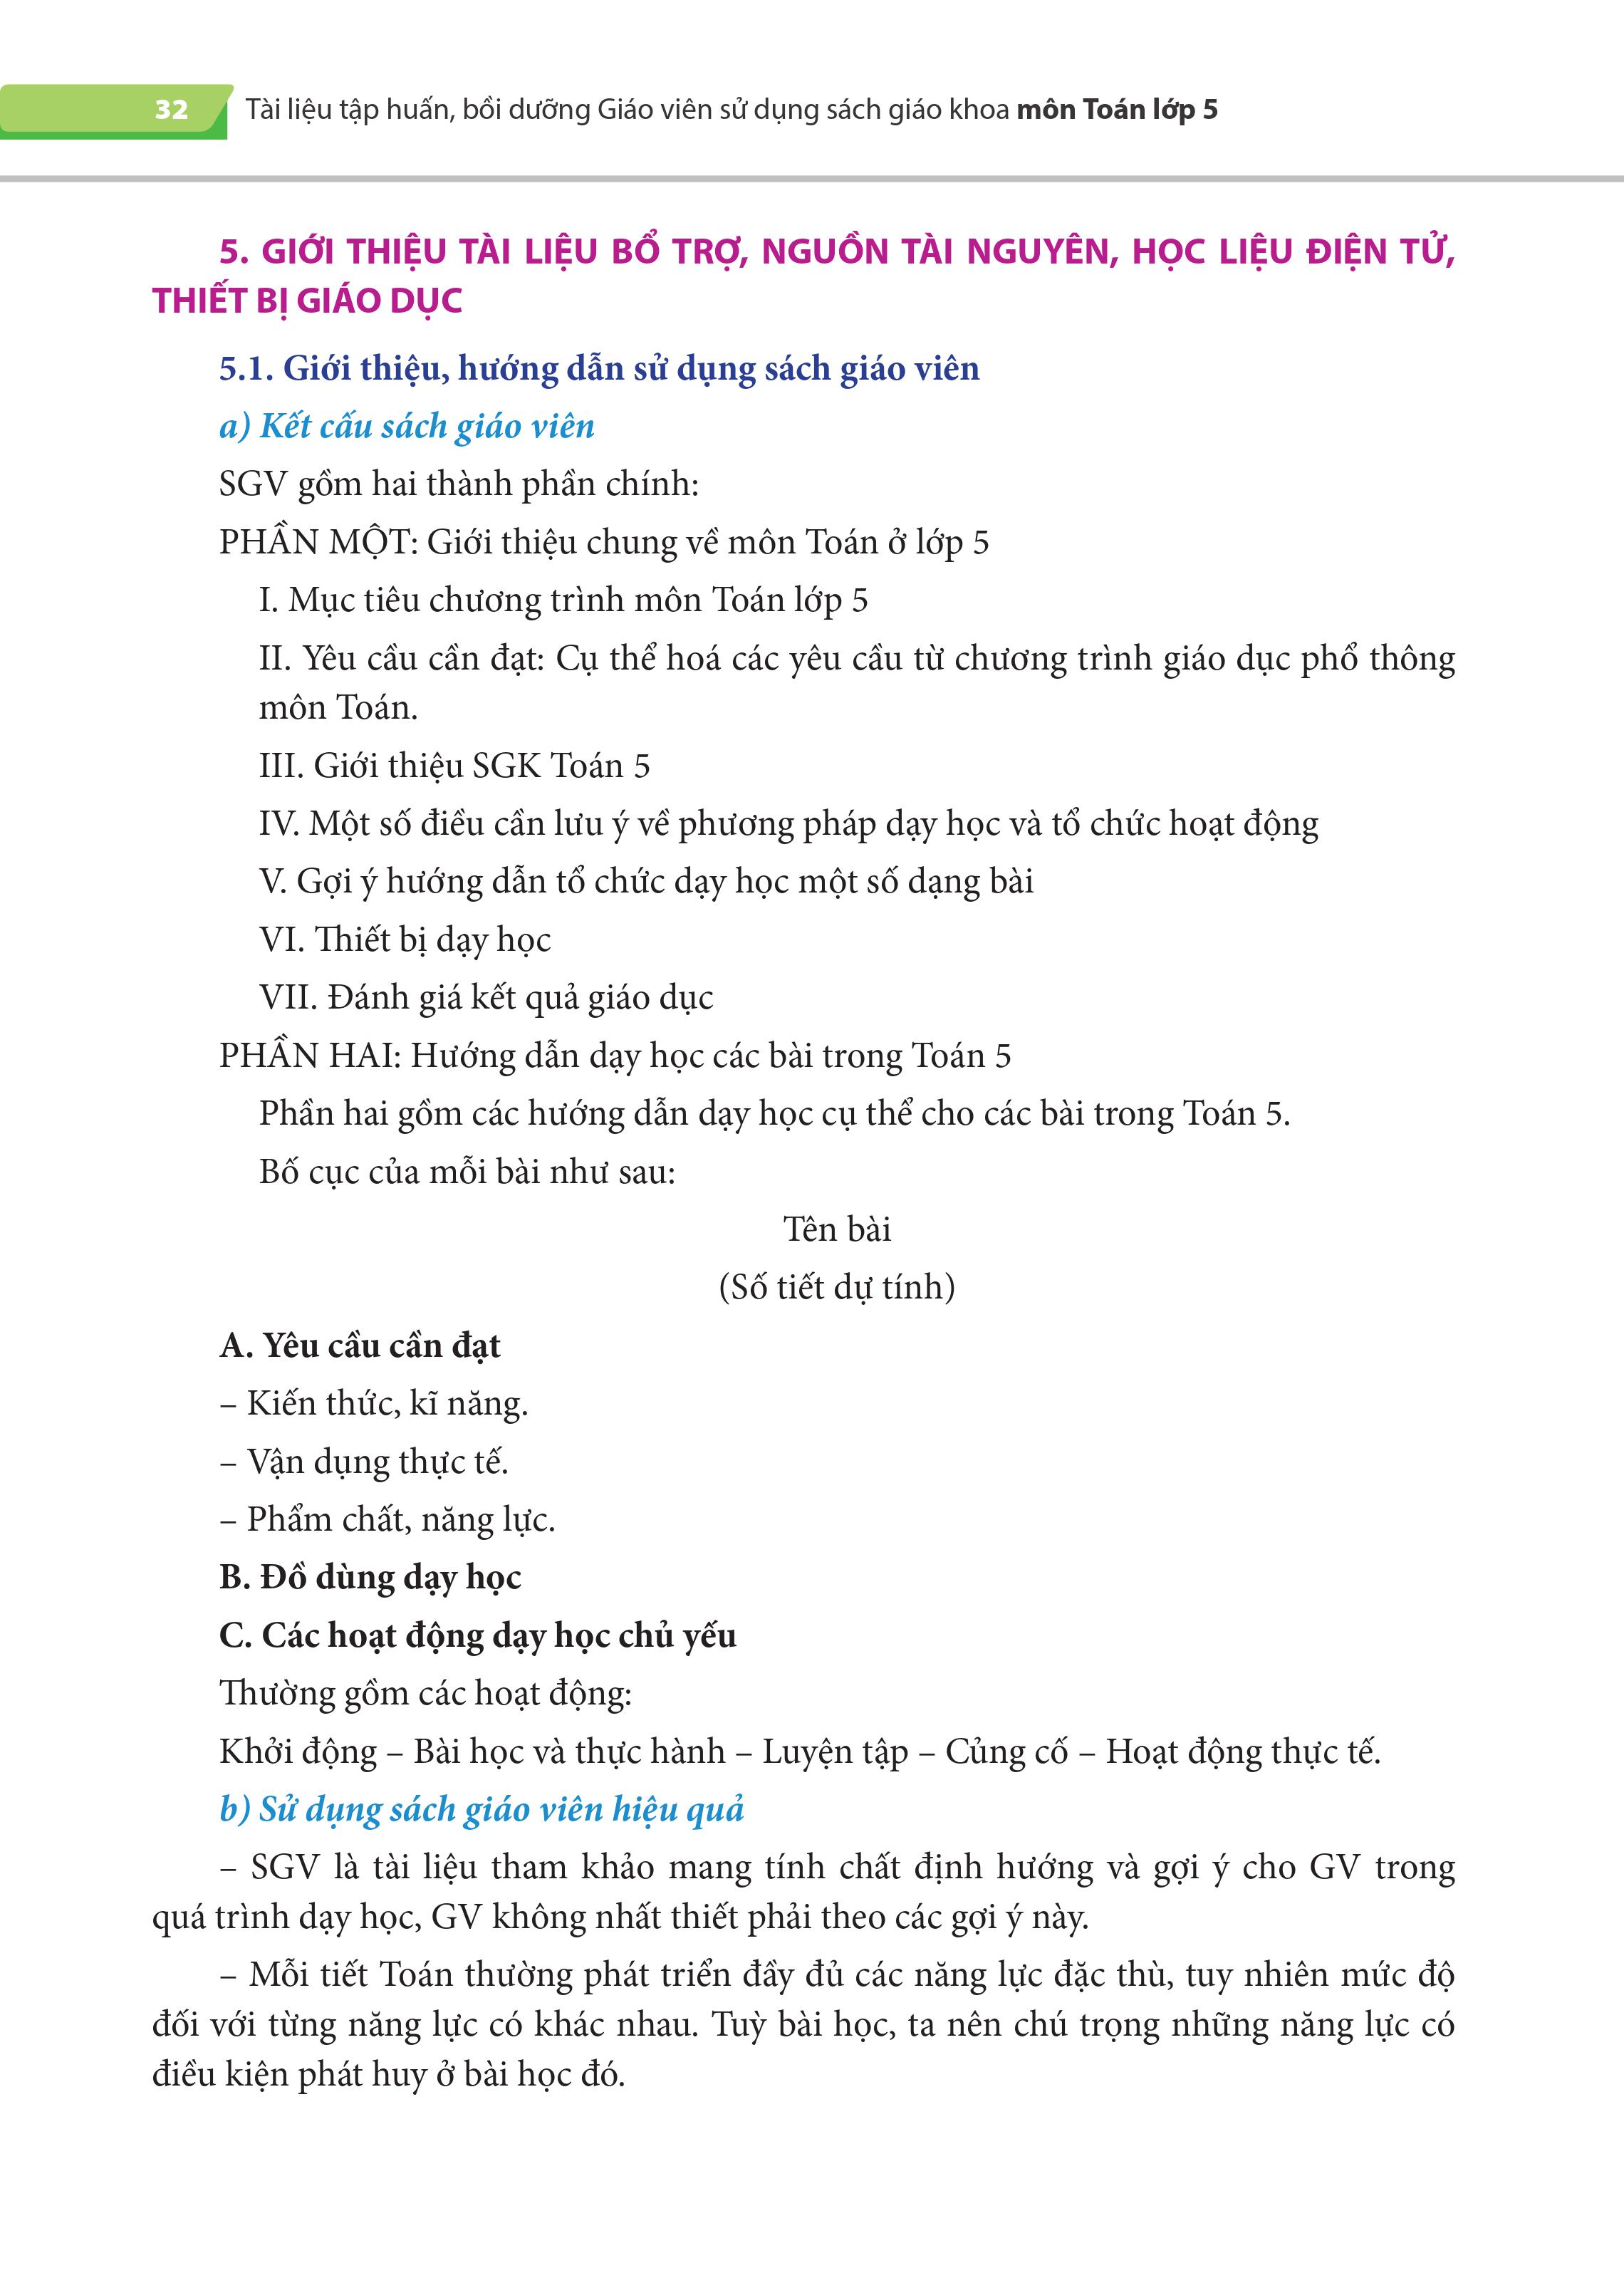 32
Tài liệu tập huấn, bồi dưỡng Giáo viên sử dụng sách giáo khoa môn Toán lớp 5
5. GIỚI THIỆU TÀI LIỆU BỔ TRỢ, NGUỒN TÀI NGUYÊN, HỌC LIỆU ĐIỆN TỬ,
THIẾT BỊ GIÁO DỤC
5.1. Giới thiệu, hướng dẫn sử dụng sách giáo viên
a) Kết cấu sách giáo viên
SGV gồm hai thành phần chính:
PHẦN MỘT: Giới thiệu chung về môn Toán ở lớp 5
I. Mục tiêu chương trình môn Toán lớp 5
II. Yêu cầu cần đạt: Cụ thể hoá các yêu cầu từ chương trình giáo dục phổ thông
môn Toán.
III. Giới thiệu SGK Toán 5
IV. Một số điều cần lưu ý về phương pháp dạy học và tổ chức hoạt động
V. Gợi ý hướng dẫn tổ chức dạy học một số dạng bài
VI. Thiết bị dạy học
VII. Đánh giá kết quả giáo dục
PHẦN HAI: Hướng dẫn dạy học các bài trong Toán 5
Phần hai gồm các hướng dẫn dạy học cụ thể cho các bài trong Toán 5.
Bố cục của mỗi bài như sau:
Tên bài
(Số tiết dự tính)
A. Yêu cầu cần đạt
– Kiến thức, kĩ năng.
– Vận dụng thực tế.
– Phẩm chất, năng lực.
B. Đồ dùng dạy học
C. Các hoạt động dạy học chủ yếu
Thường gồm các hoạt động:
Khởi động – Bài học và thực hành – Luyện tập – Củng cố – Hoạt động thực tế.
b) Sử dụng sách giáo viên hiệu quả
– SGV là tài liệu tham khảo mang tính chất định hướng và gợi ý cho GV trong
quá trình dạy học, GV không nhất thiết phải theo các gợi ý này.
– Mỗi tiết Toán thường phát triển đầy đủ các năng lực đặc thù, tuy nhiên mức độ
đối với từng năng lực có khác nhau. Tuỳ bài học, ta nên chú trọng những năng lực có
điều kiện phát huy ở bài học đó.